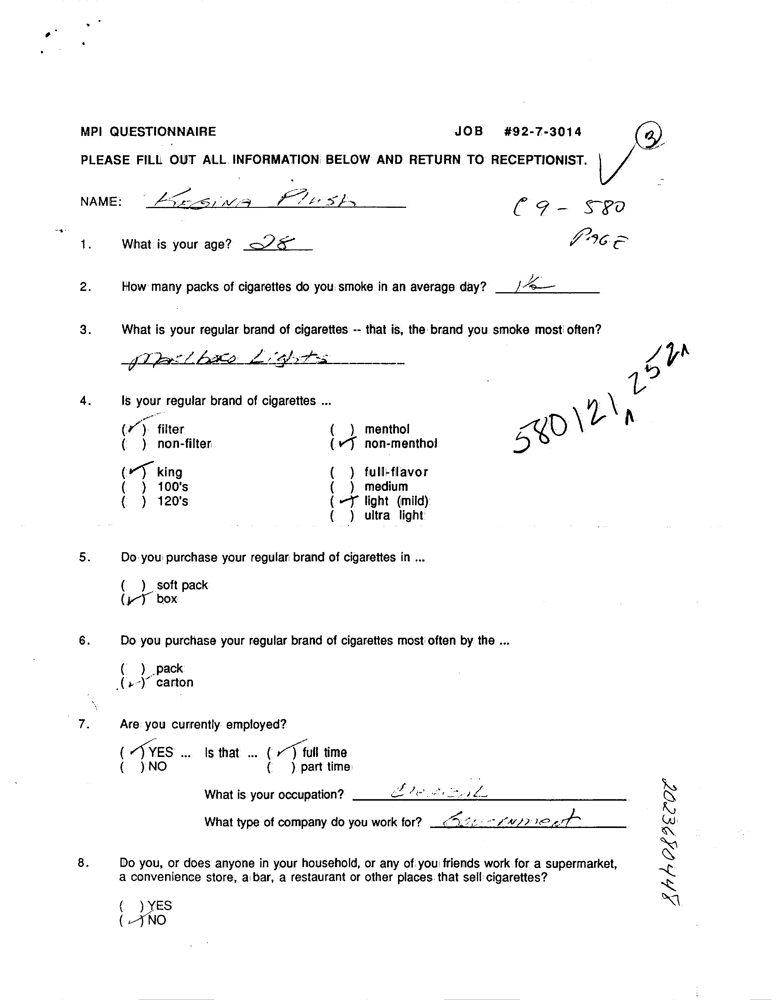 MPI QUESTIONNAIRE JOB #92-7-3014
3
PLEASE FILL OUT ALL INFORMATION BELOW AND RETURN TO RECEPTIONIST.
NAME: Regina Plush
C9-580
PAGE
1. What is your age? 28
2. How many packs of cigarettes do you smoke in an average day? 1½
3. What is your regular brand of cigarettes -- that is, the brand you smoke most often?
Marlboro Lights
580121, 252n
4. Is your regular brand of cigarettes ...
(✓) filter ( ) menthol
( ) non-filter (✓) non-menthol
(✓) king ( ) full-flavor
( ) 100's ( ) medium
( ) 120's (✓) light (mild)
( ) ultra light
5. Do you purchase your regular brand of cigarettes in ...
( ) soft pack
(✓) box
6. Do you purchase your regular brand of cigarettes most often by the ...
( ) pack
(✓) carton
7. Are you currently employed?
(✓) YES ... Is that ... (✓) full time
( ) NO ( ) part time
What is your occupation? Clerical
What type of company do you work for? Government
8. Do you, or does anyone in your household, or any of you friends work for a supermarket,
a convenience store, a bar, a restaurant or other places that sell cigarettes?
( ) YES
(✓) NO
2023680448